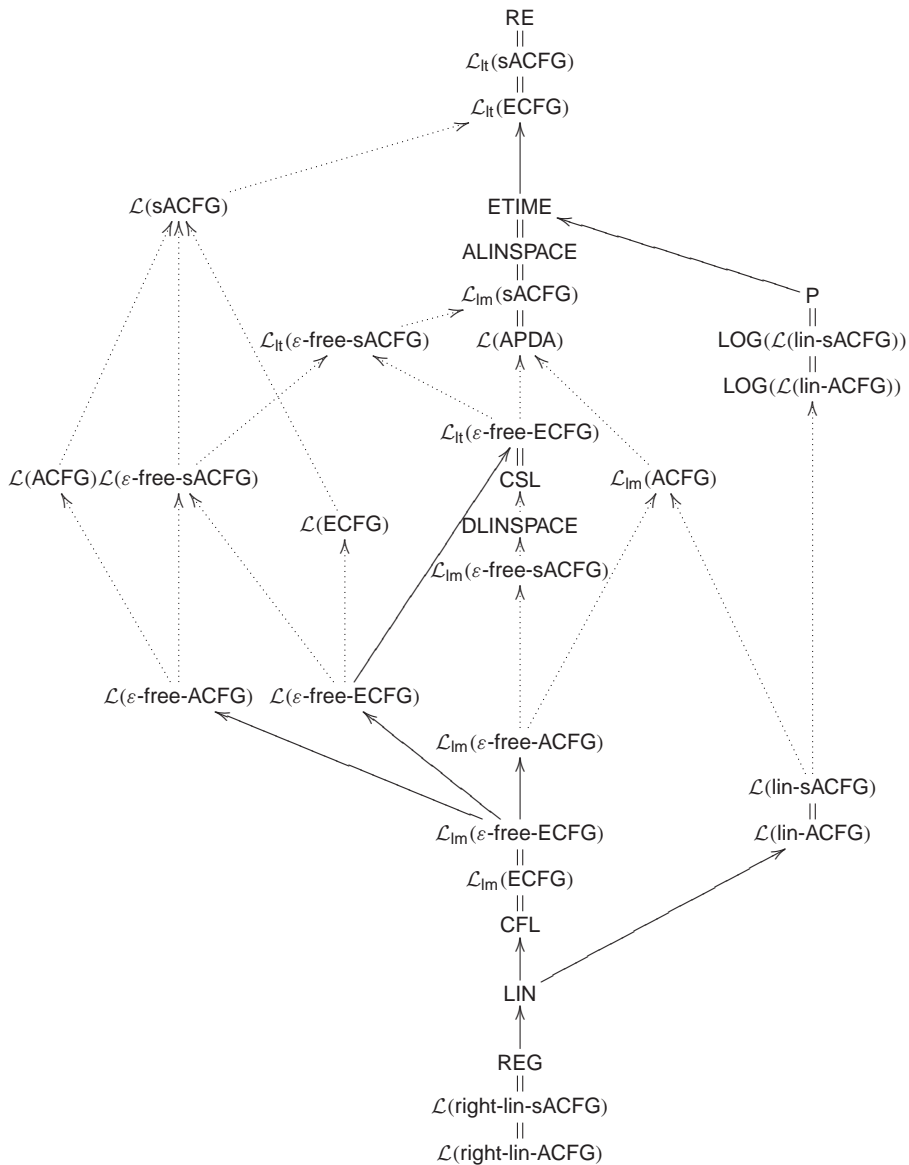 RE
ℒlt(sACFG)
ℒlt(ECFG)
ℒ(sACFG)
ETIME
ALINSPACE
ℒlm(sACFG)
P
ℒlt(ε-free-sACFG)
ℒ(APDA)
LOG(ℒ(lin-sACFG))
LOG(ℒ(lin-ACFG))
ℒlt(ε-free-ECFG)
ℒ(ACFG)
ℒ(ε-free-sACFG)
CSL
ℒlm(ACFG)
ℒ(ECFG)
DLINSPACE
ℒlm(ε-free-sACFG)
ℒ(ε-free-ACFG)
ℒ(ε-free-ECFG)
ℒlm(ε-free-ACFG)
ℒ(lin-sACFG)
ℒlm(ε-free-ECFG)
ℒ(lin-ACFG)
ℒlm(ECFG)
CFL
LIN
REG
ℒ(right-lin-sACFG)
ℒ(right-lin-ACFG)